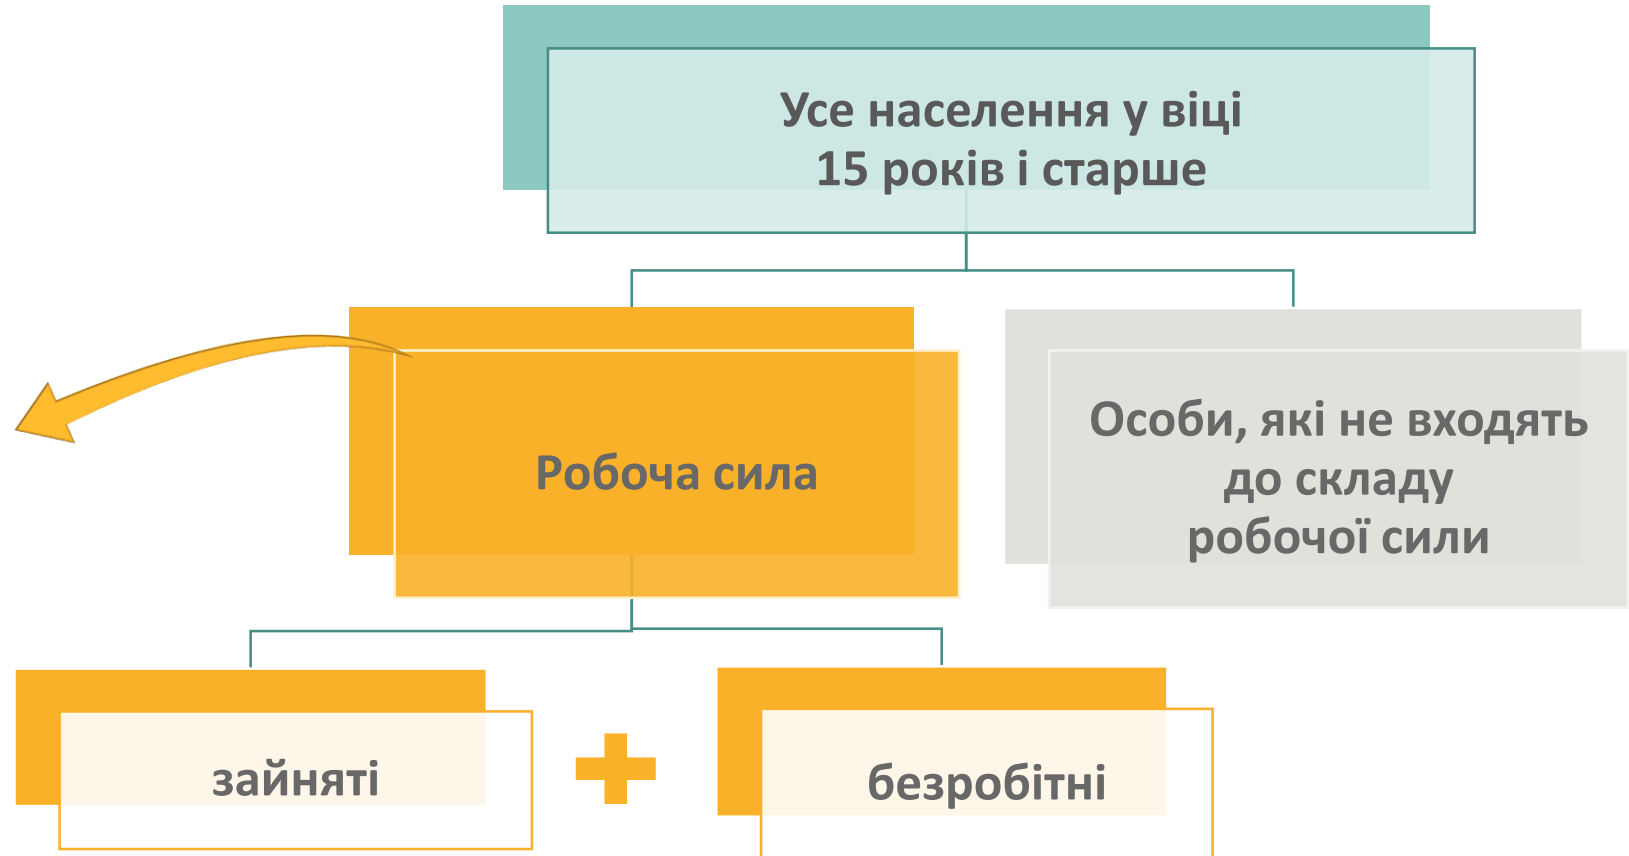 Усе населення у віці
15 років і старше
Робоча сила
Особи, які не входять
до складу
робочої сили
зайняті
безробітні